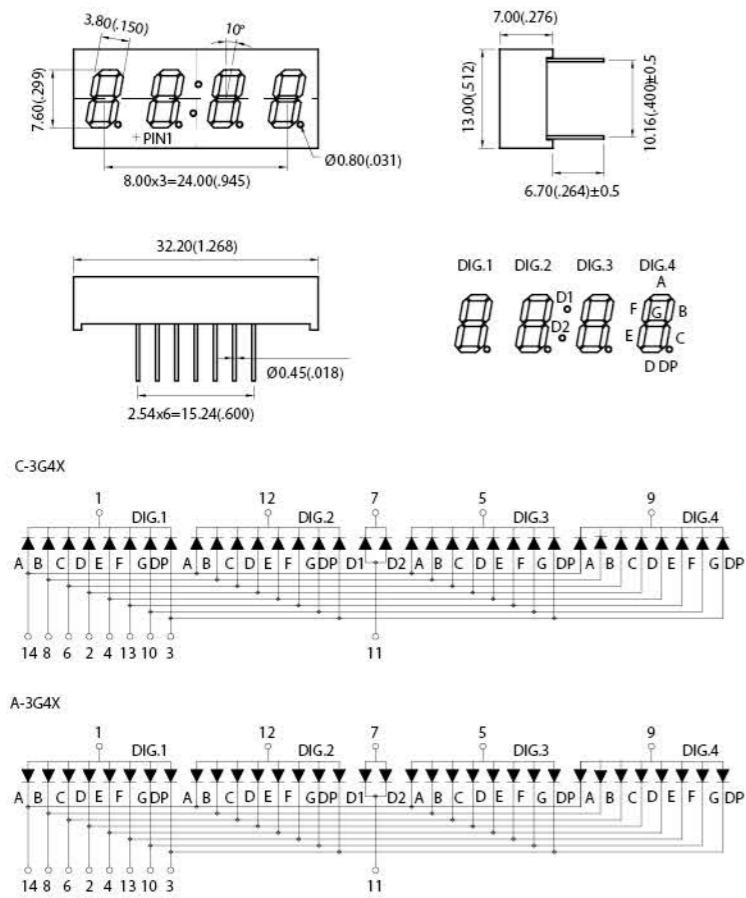 3.80(.150)
10°
7.60(.299)
+PIN1
Ø0.80(.031)
8.00x3=24.00(.945)
7.00(.276)
13.00(.512)
10.16(.400)±0.5
6.70(.264)±0.5
32.20(1.268)
Ø0.45(.018)
2.54x6=15.24(.600)
DIG.1 DIG.2 DIG.3 DIG.4
A
D1
F G B
D2
E C
D DP
C-3G4X
1 12 7 5 9
DIG.1 DIG.2 DIG.3 DIG.4
A B C D E F G DP A B C D E F G DP D1 D2 A B C D E F G DP A B C D E F G DP
14 8 6 2 4 13 10 3 11
A-3G4X
1 12 7 5 9
DIG.1 DIG.2 DIG.3 DIG.4
A B C D E F G DP A B C D E F G DP D1 D2 A B C D E F G DP A B C D E F G DP
14 8 6 2 4 13 10 3 11